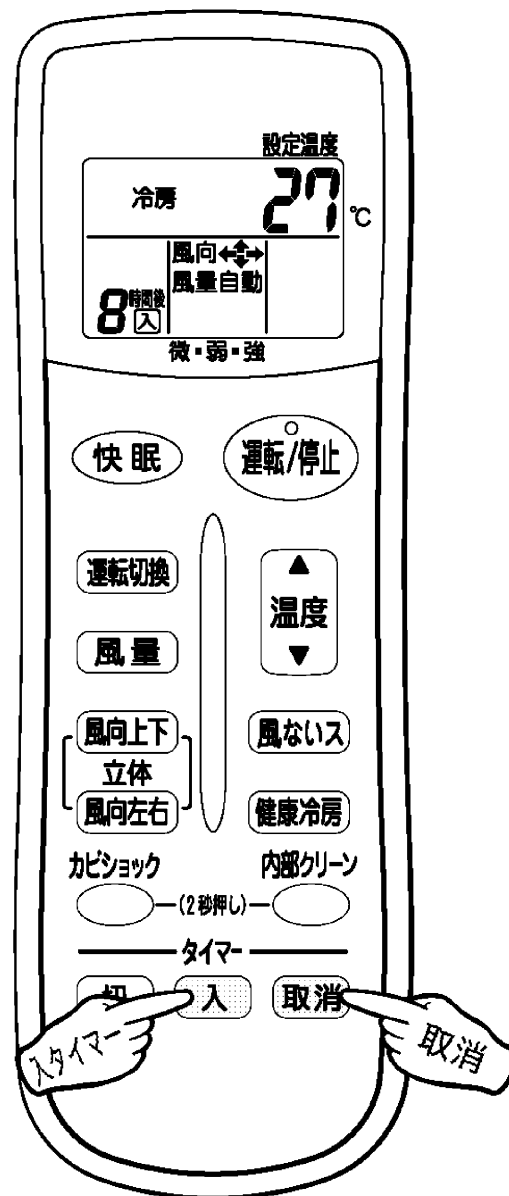 設定温度
冷房 27℃
風向
風量自動
8時間後 入
微・弱・強
快眠 運転/停止
運転切換
▲
温度
▼
風量
風向上下 風ないス
立体
風向左右 健康冷房
カビショック 内部クリーン
(2秒押し)
タイマー
切 入 取消
入タイマー 取消